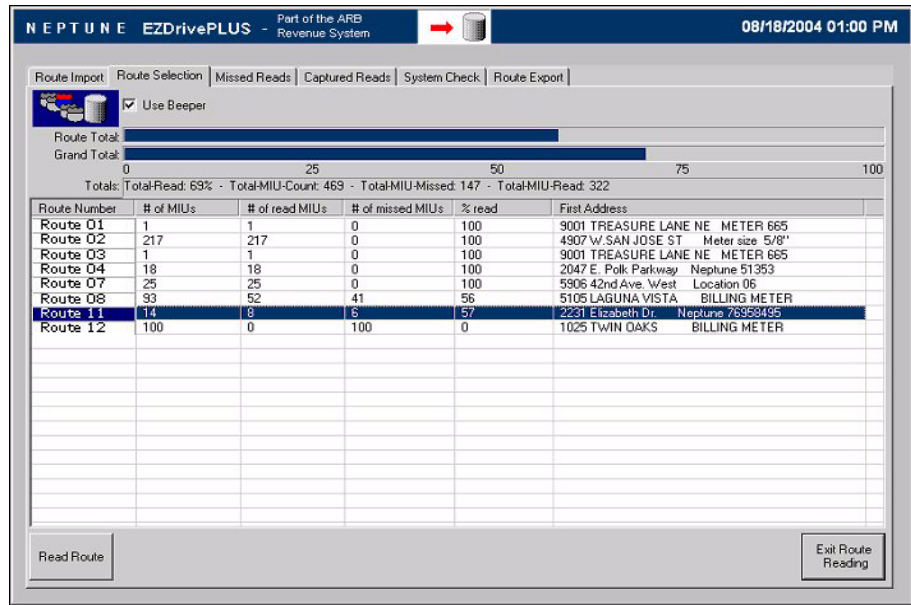 NEPTUNE EZDrivePLUS - Part of the ARB Revenue System 08/18/2004 01:00 PM
Route Import Route Selection Missed Reads Captured Reads System Check Route Export
Use Beeper
Route Total:
Grand Total:
0 25 50 75 100
Totals: Total-Read: 69% - Total-MIU-Count: 469 - Total-MIU-Missed: 147 - Total-MIU-Read: 322
Route Number # of MIUs # of read MIUs # of missed MIUs % read First Address
Route 01 1 1 0 100 9001 TREASURE LANE NE METER 665
Route 02 217 217 0 100 4907 W.SAN JOSE ST Meter size 5/8"
Route 03 1 1 0 100 9001 TREASURE LANE NE METER 665
Route 04 18 18 0 100 2047 E. Polk Parkway Neptune 51353
Route 07 25 25 0 100 5906 42nd Ave. West Location 06
Route 08 93 52 41 56 5105 LAGUNA VISTA BILLING METER
Route 11 14 8 6 57 2231 Elizabeth Dr. Neptune 76958495
Route 12 100 0 100 0 1025 TWIN OAKS BILLING METER
Read Route
Exit Route
Reading